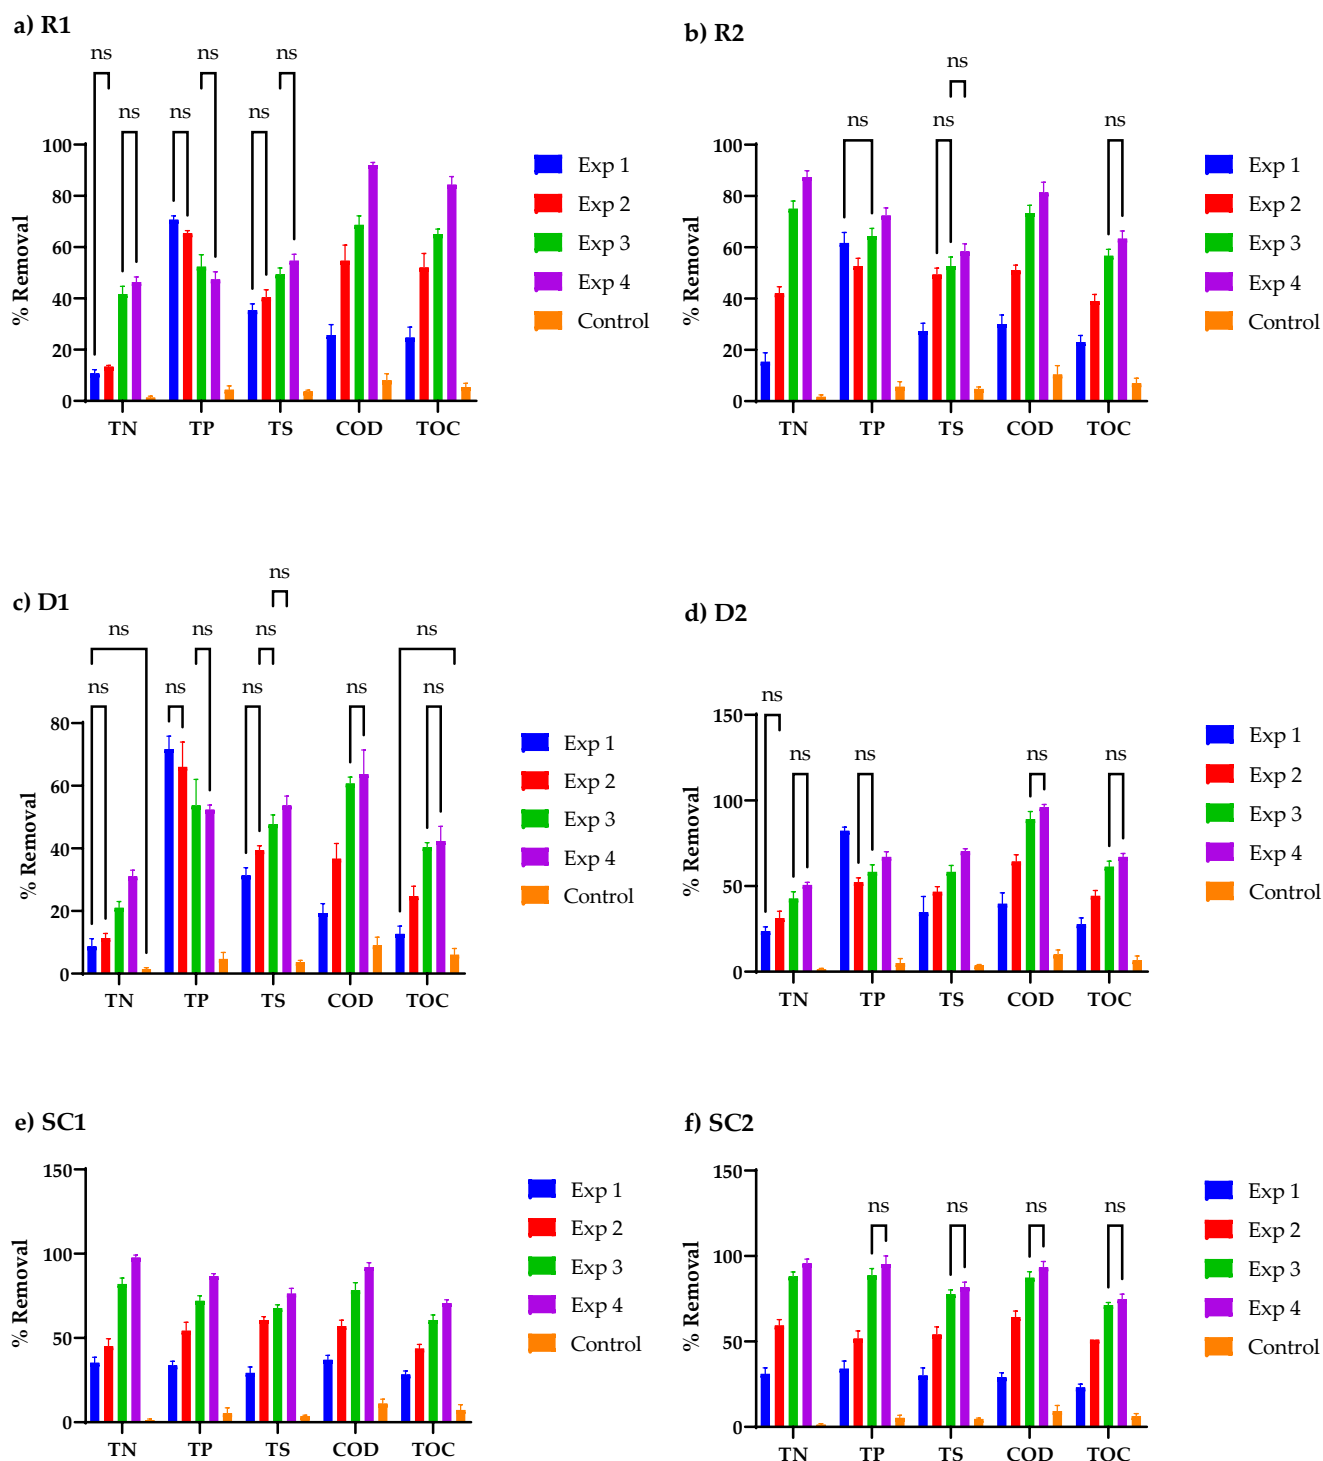 a) R1
ns
ns
ns
ns
ns
% Removal
100
80
60
40
20
0
TN
TP
TS
COD
TOC
Exp 1
Exp 2
Exp 3
Exp 4
Control
b) R2
ns
ns
ns
ns
% Removal
100
80
60
40
20
0
TN
TP
TS
COD
TOC
Exp 1
Exp 2
Exp 3
Exp 4
Control
c) D1
ns
ns
ns
ns
ns
ns
ns
ns
ns
ns
ns
% Removal
80
60
40
20
0
TN
TP
TS
COD
TOC
Exp 1
Exp 2
Exp 3
Exp 4
Control
d) D2
ns
ns
ns
ns
ns
% Removal
150
100
50
0
TN
TP
TS
COD
TOC
Exp 1
Exp 2
Exp 3
Exp 4
Control
e) SC1
% Removal
150
100
50
0
TN
TP
TS
COD
TOC
Exp 1
Exp 2
Exp 3
Exp 4
Control
f) SC2
ns
ns
ns
ns
% Removal
150
100
50
0
TN
TP
TS
COD
TOC
Exp 1
Exp 2
Exp 3
Exp 4
Control